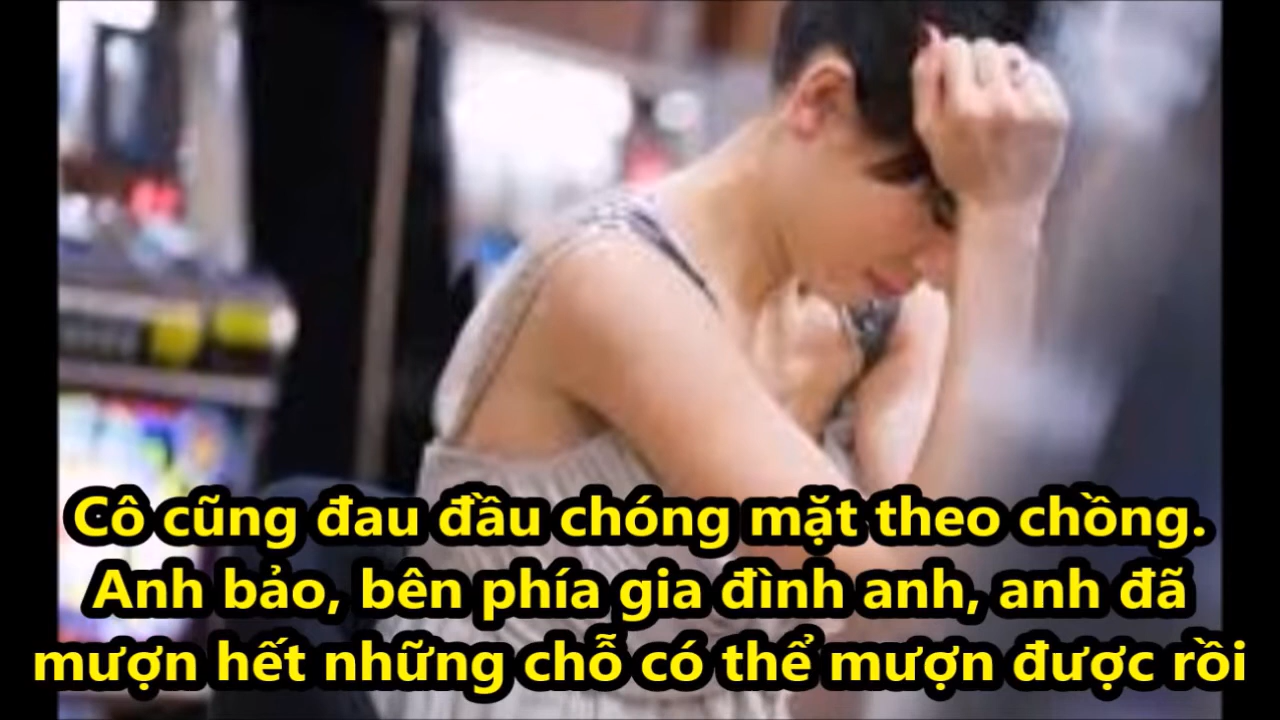 Cô cũng đau đầu chóng mặt theo chồng.
Anh bảo, bên phía gia đình anh, anh đã
mượn hết những chỗ có thể mượn được rồi